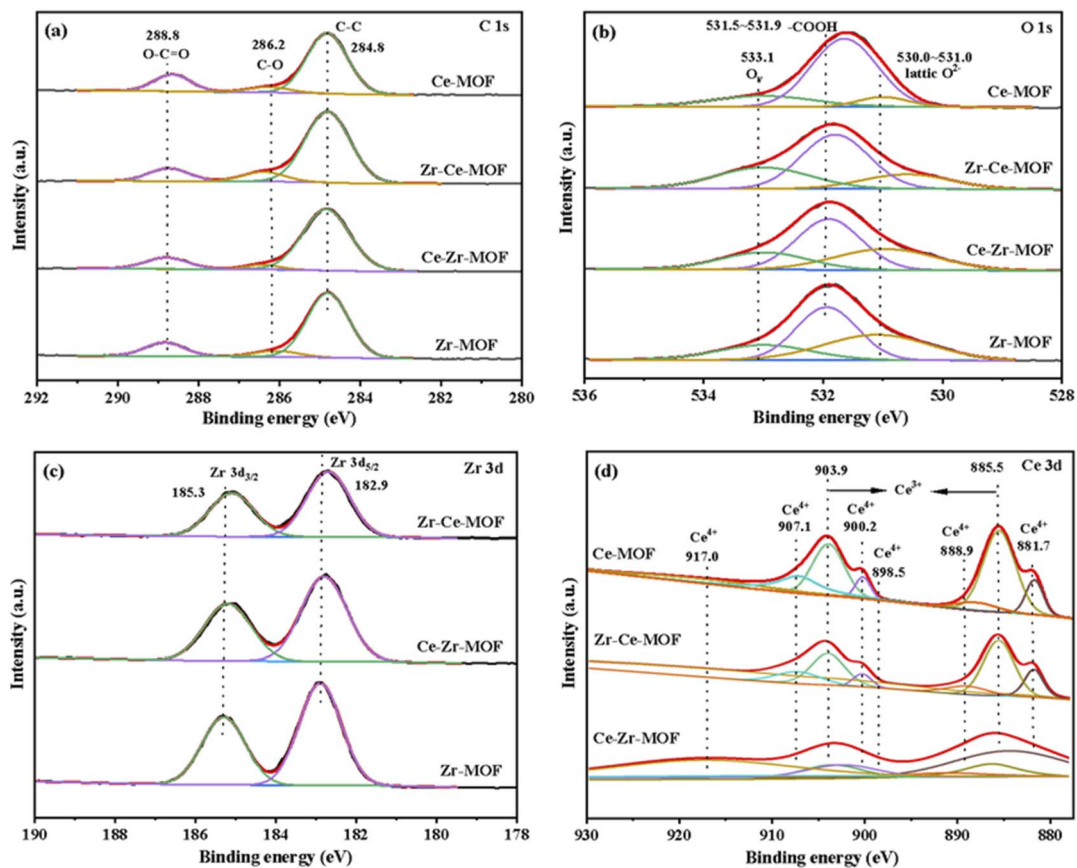 (a)
C 1s
288.8
O-C=O
286.2
C-O
C-C
284.8
Ce-MOF
Zr-Ce-MOF
Ce-Zr-MOF
Zr-MOF
Intensity (a.u.)
292 290 288 286 284 282 280
Binding energy (eV)
(b)
O 1s
531.5~531.9 -COOH
533.1
Oᵥ
530.0~531.0
lattic O²⁻
Ce-MOF
Zr-Ce-MOF
Ce-Zr-MOF
Zr-MOF
Intensity (a.u.)
536 534 532 530 528
Binding energy (eV)
(c)
Zr 3d
Zr 3d₃/₂
185.3
Zr 3d₅/₂
182.9
Zr-Ce-MOF
Ce-Zr-MOF
Zr-MOF
Intensity (a.u.)
190 188 186 184 182 180 178
Binding energy (eV)
(d)
Ce 3d
903.9
Ce³⁺
885.5
Ce⁴⁺
917.0
Ce⁴⁺
907.1
Ce⁴⁺
900.2
Ce⁴⁺
898.5
Ce⁴⁺
888.9
Ce⁴⁺
881.7
Ce-MOF
Zr-Ce-MOF
Ce-Zr-MOF
Intensity (a.u.)
930 920 910 900 890 880
Binding energy (eV)